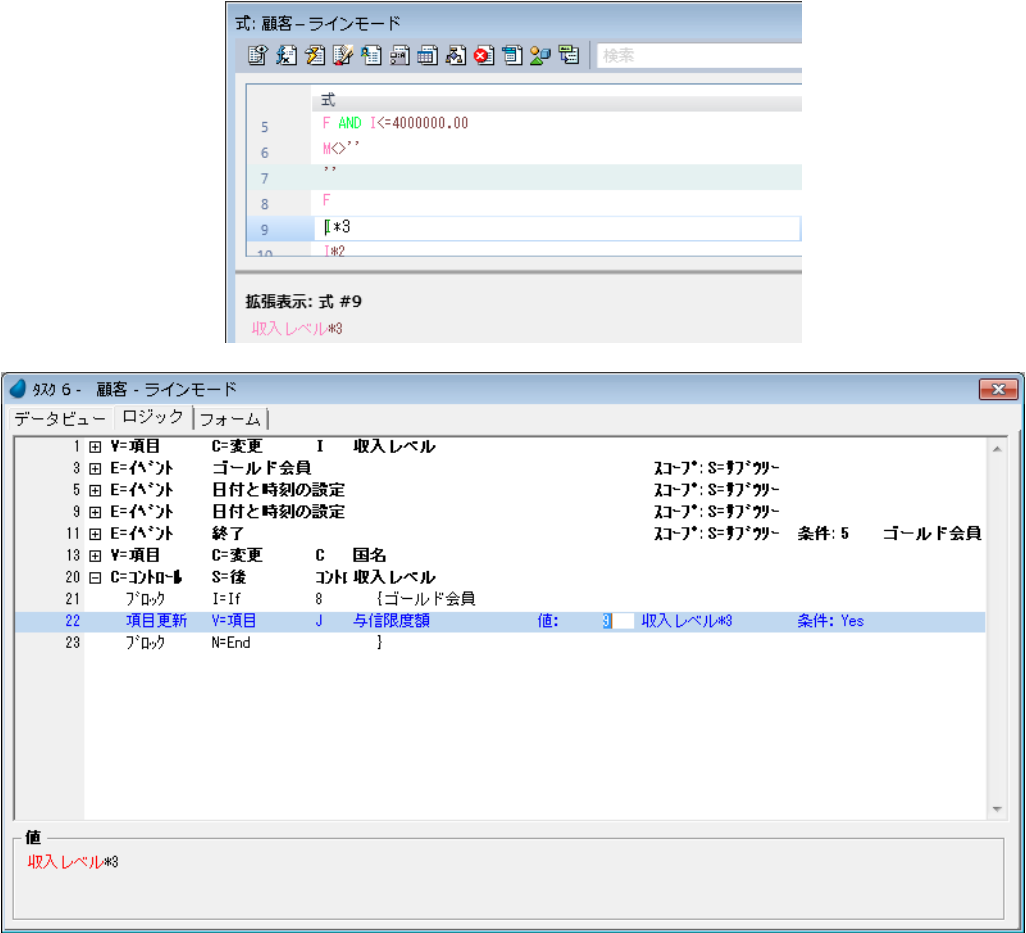 式: 顧客 – ラインモード
検索
式
5 F AND I<=4000000.00
6 M<>''
7 ''
8 F
9 I*3
10 I*2
拡張表示: 式 #9
収入レベル*3
ﾀｽｸ 6 - 顧客 - ラインモード
データビュー ロジック フォーム
1 V=項目 C=変更 I 収入レベル
3 E=ｲﾍﾞﾝﾄ ゴールド会員 ｽｺｰﾌﾟ: S=ｻﾌﾞﾂﾘｰ
5 E=ｲﾍﾞﾝﾄ 日付と時刻の設定 ｽｺｰﾌﾟ: S=ｻﾌﾞﾂﾘｰ
9 E=ｲﾍﾞﾝﾄ 日付と時刻の設定 ｽｺｰﾌﾟ: S=ｻﾌﾞﾂﾘｰ
11 E=ｲﾍﾞﾝﾄ 終了 ｽｺｰﾌﾟ: S=ｻﾌﾞﾂﾘｰ 条件: 5 ゴールド会員
13 V=項目 C=変更 C 国名
20 C=ｺﾝﾄﾛｰﾙ S=後 ｺﾝﾄﾛ 収入レベル
21 ﾌﾞﾛｯｸ I=If 8 {ゴールド会員
22 項目更新 V=項目 J 与信限度額 値: 9 収入レベル*3 条件: Yes
23 ﾌﾞﾛｯｸ N=End }
値
収入レベル*3